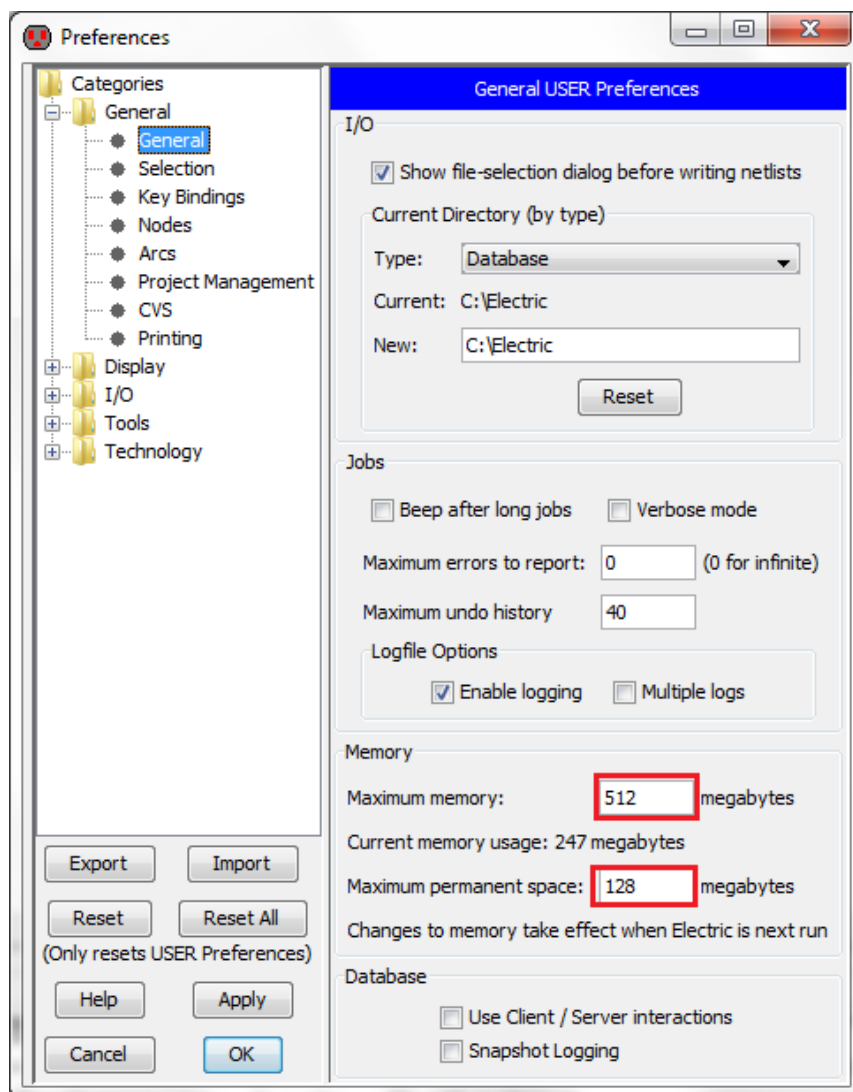 Preferences
Categories
General
General
Selection
Key Bindings
Nodes
Arcs
Project Management
CVS
Printing
Display
I/O
Tools
Technology
Export Import
Reset Reset All
(Only resets USER Preferences)
Help Apply
Cancel OK
General USER Preferences
I/O
Show file-selection dialog before writing netlists
Current Directory (by type)
Type: Database
Current: C:\Electric
New: C:\Electric
Reset
Jobs
Beep after long jobs Verbose mode
Maximum errors to report: 0 (0 for infinite)
Maximum undo history 40
Logfile Options
Enable logging Multiple logs
Memory
Maximum memory: 512 megabytes
Current memory usage: 247 megabytes
Maximum permanent space: 128 megabytes
Changes to memory take effect when Electric is next run
Database
Use Client / Server interactions
Snapshot Logging